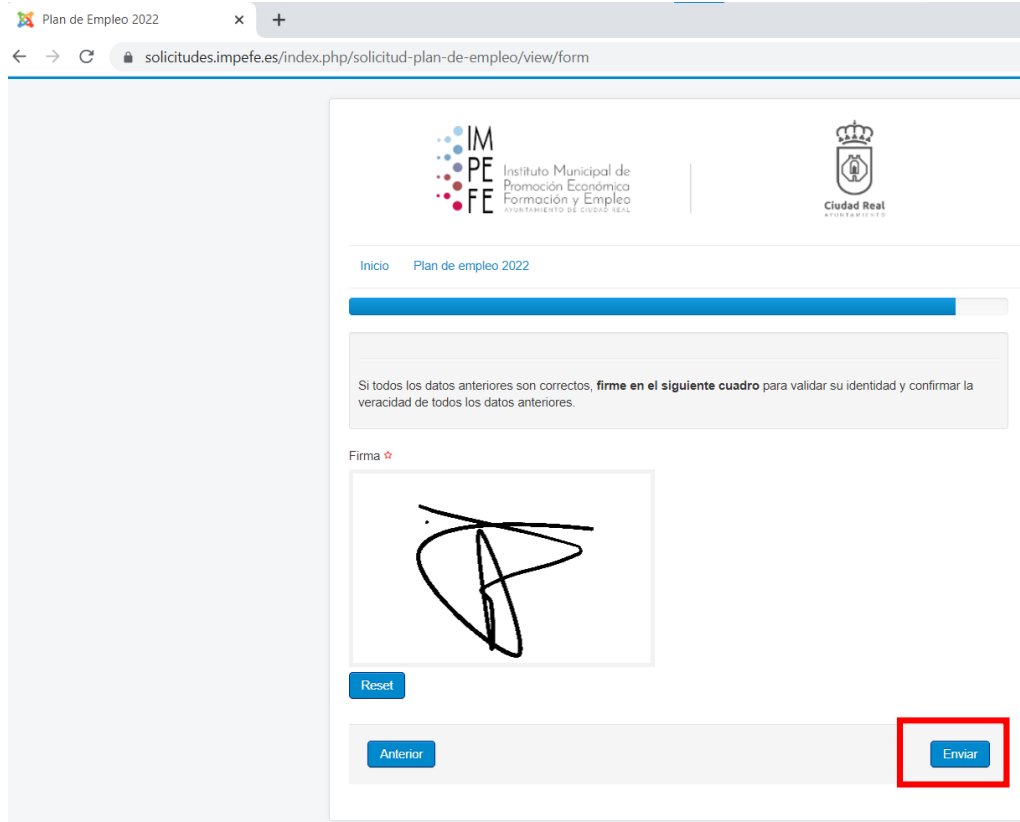 Plan de Empleo 2022
solicitudes.impefe.es/index.php/solicitud-plan-de-empleo/view/form
IM
PE
FE
Instituto Municipal de
Promoción Económica
Formación y Empleo
AYUNTAMIENTO DE CIUDAD REAL
Ciudad Real
AYUNTAMIENTO
Inicio Plan de empleo 2022
Si todos los datos anteriores son correctos, firme en el siguiente cuadro para validar su identidad y confirmar la
veracidad de todos los datos anteriores.
Firma
Reset
Anterior Enviar